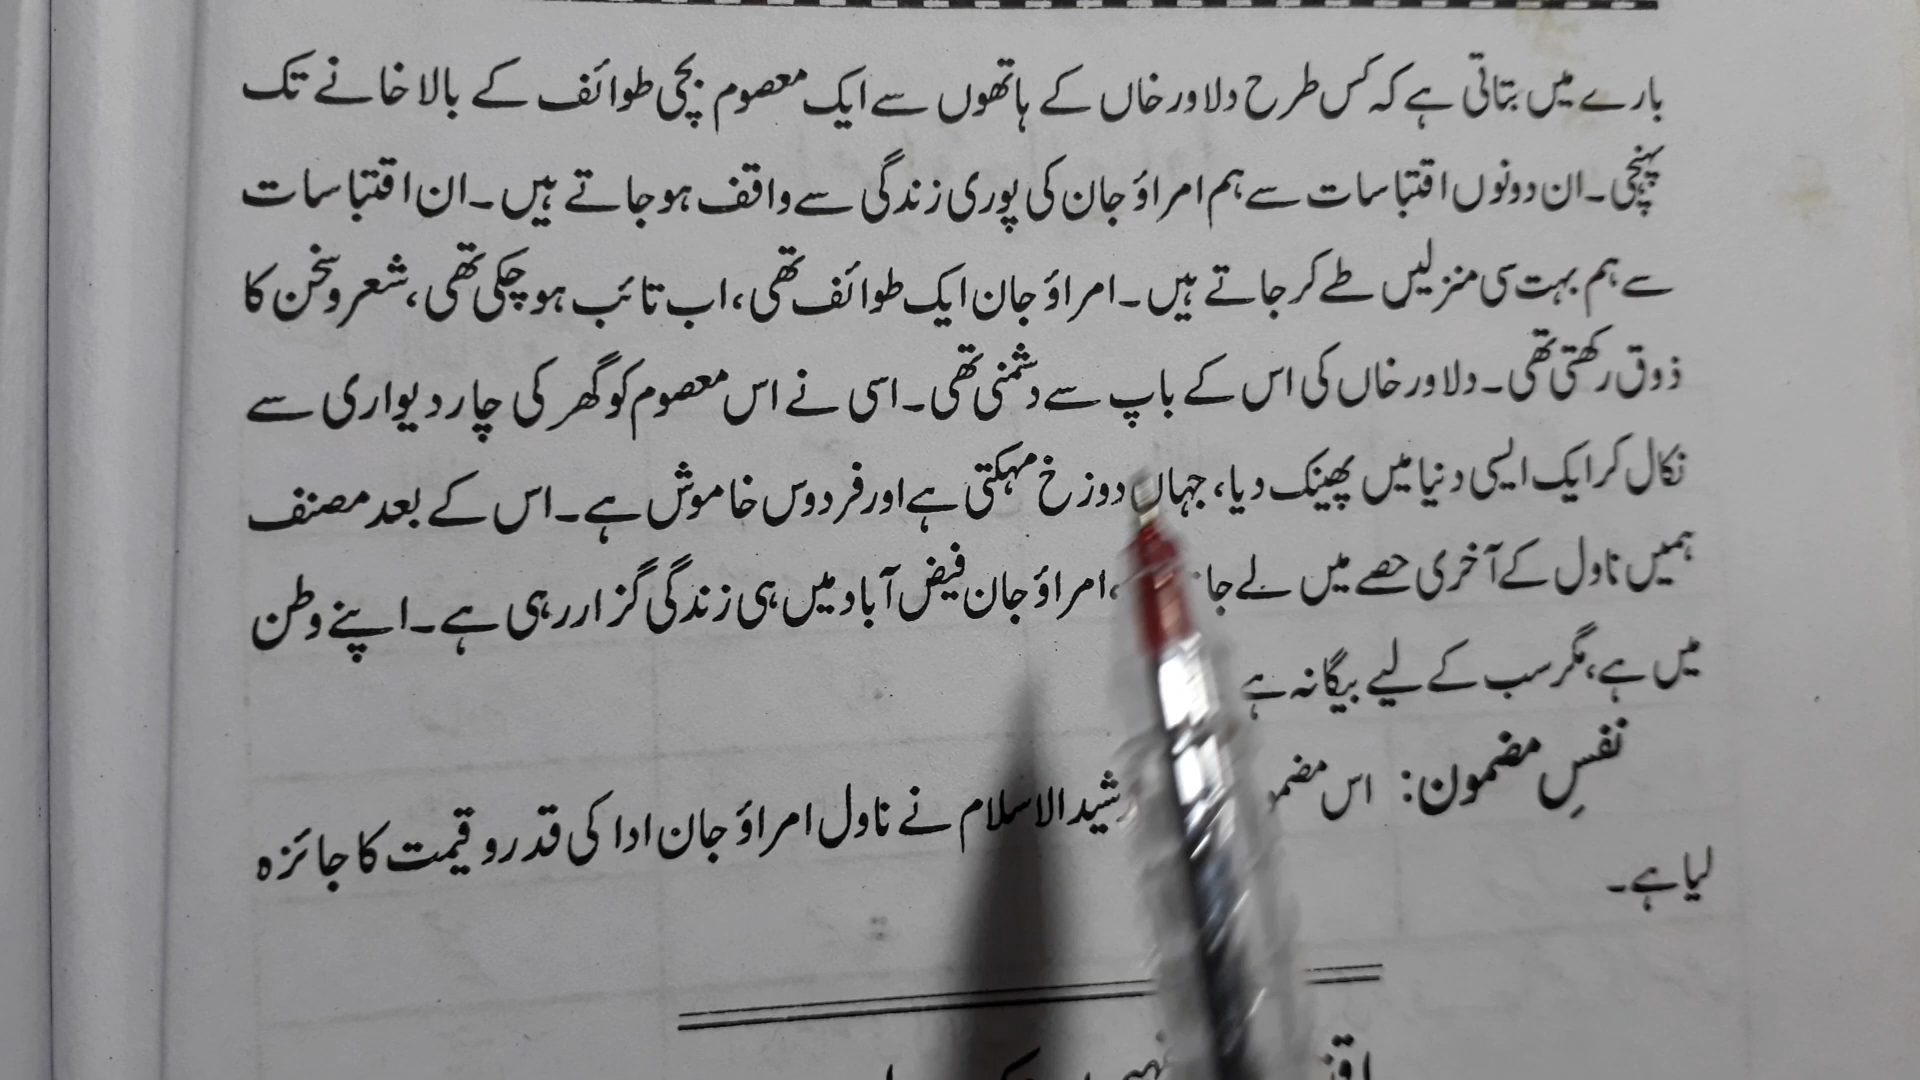 بارے میں بتاتی ہے کہ کس طرح دلاور خاں کے ہاتھوں سے ایک معصوم بچی طوائف کے بالا خانے تک
پہنچی۔ ان دونوں اقتباسات سے ہم امراؤ جان کی پوری زندگی سے واقف ہو جاتے ہیں۔ ان اقتباسات
سے ہم بہت سی منزلیں طے کر جاتے ہیں۔ امراؤ جان ایک طوائف تھی، اب تائب ہو چکی تھی، شعر و سخن کا
ذوق رکھتی تھی۔ دلاور خاں کی اس کے باپ سے دشمنی تھی۔ اسی نے اس معصوم کو گھر کی چار دیواری سے
نکال کر ایک ایسی دنیا میں پھینک دیا، جہاں دوزخ مہکتی ہے اور فردوس خاموش ہے۔ اس کے بعد مصنف
ہمیں ناول کے آخری حصے میں لے جا ،امراؤ جان فیض آباد میں ہی زندگی گزار رہی ہے۔ اپنے وطن
میں ہے، مگر سب کے لیے بیگانہ ہے
نفسِ مضمون: اس رشید الاسلام نے ناول امراؤ جان ادا کی قدر و قیمت کا جائزہ
لیا ہے۔